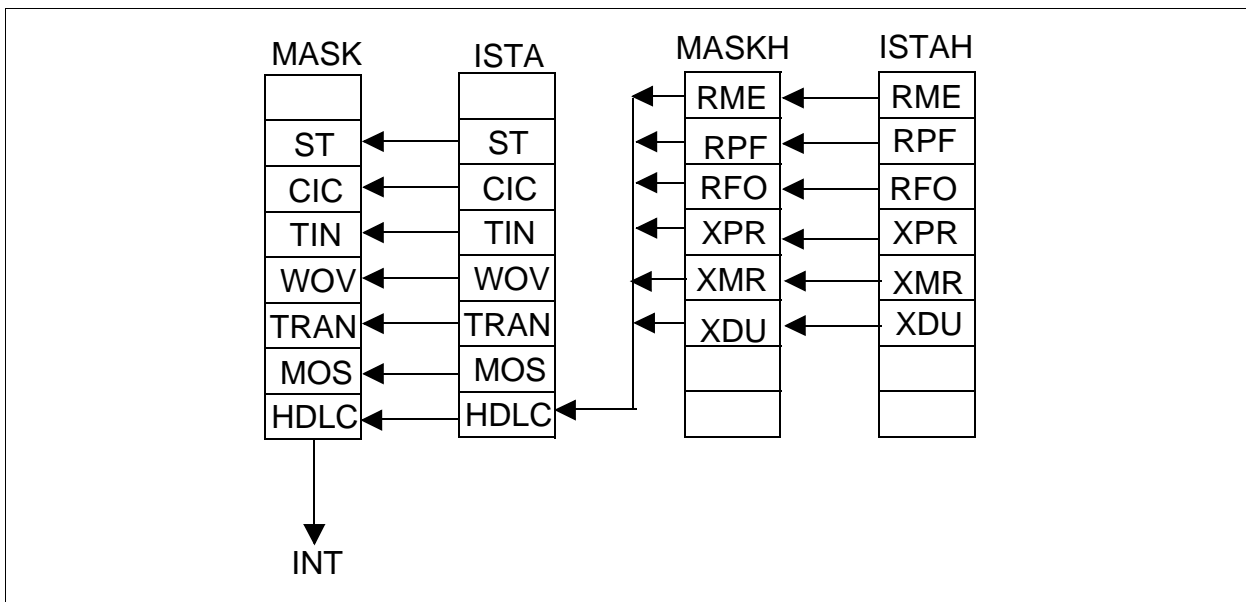 MASK ISTA MASKH ISTAH
RME RME
ST ST RPF RPF
CIC CIC RFO RFO
TIN TIN XPR XPR
WOV WOV XMR XMR
TRAN TRAN XDU XDU
MOS MOS
HDLC HDLC
INT